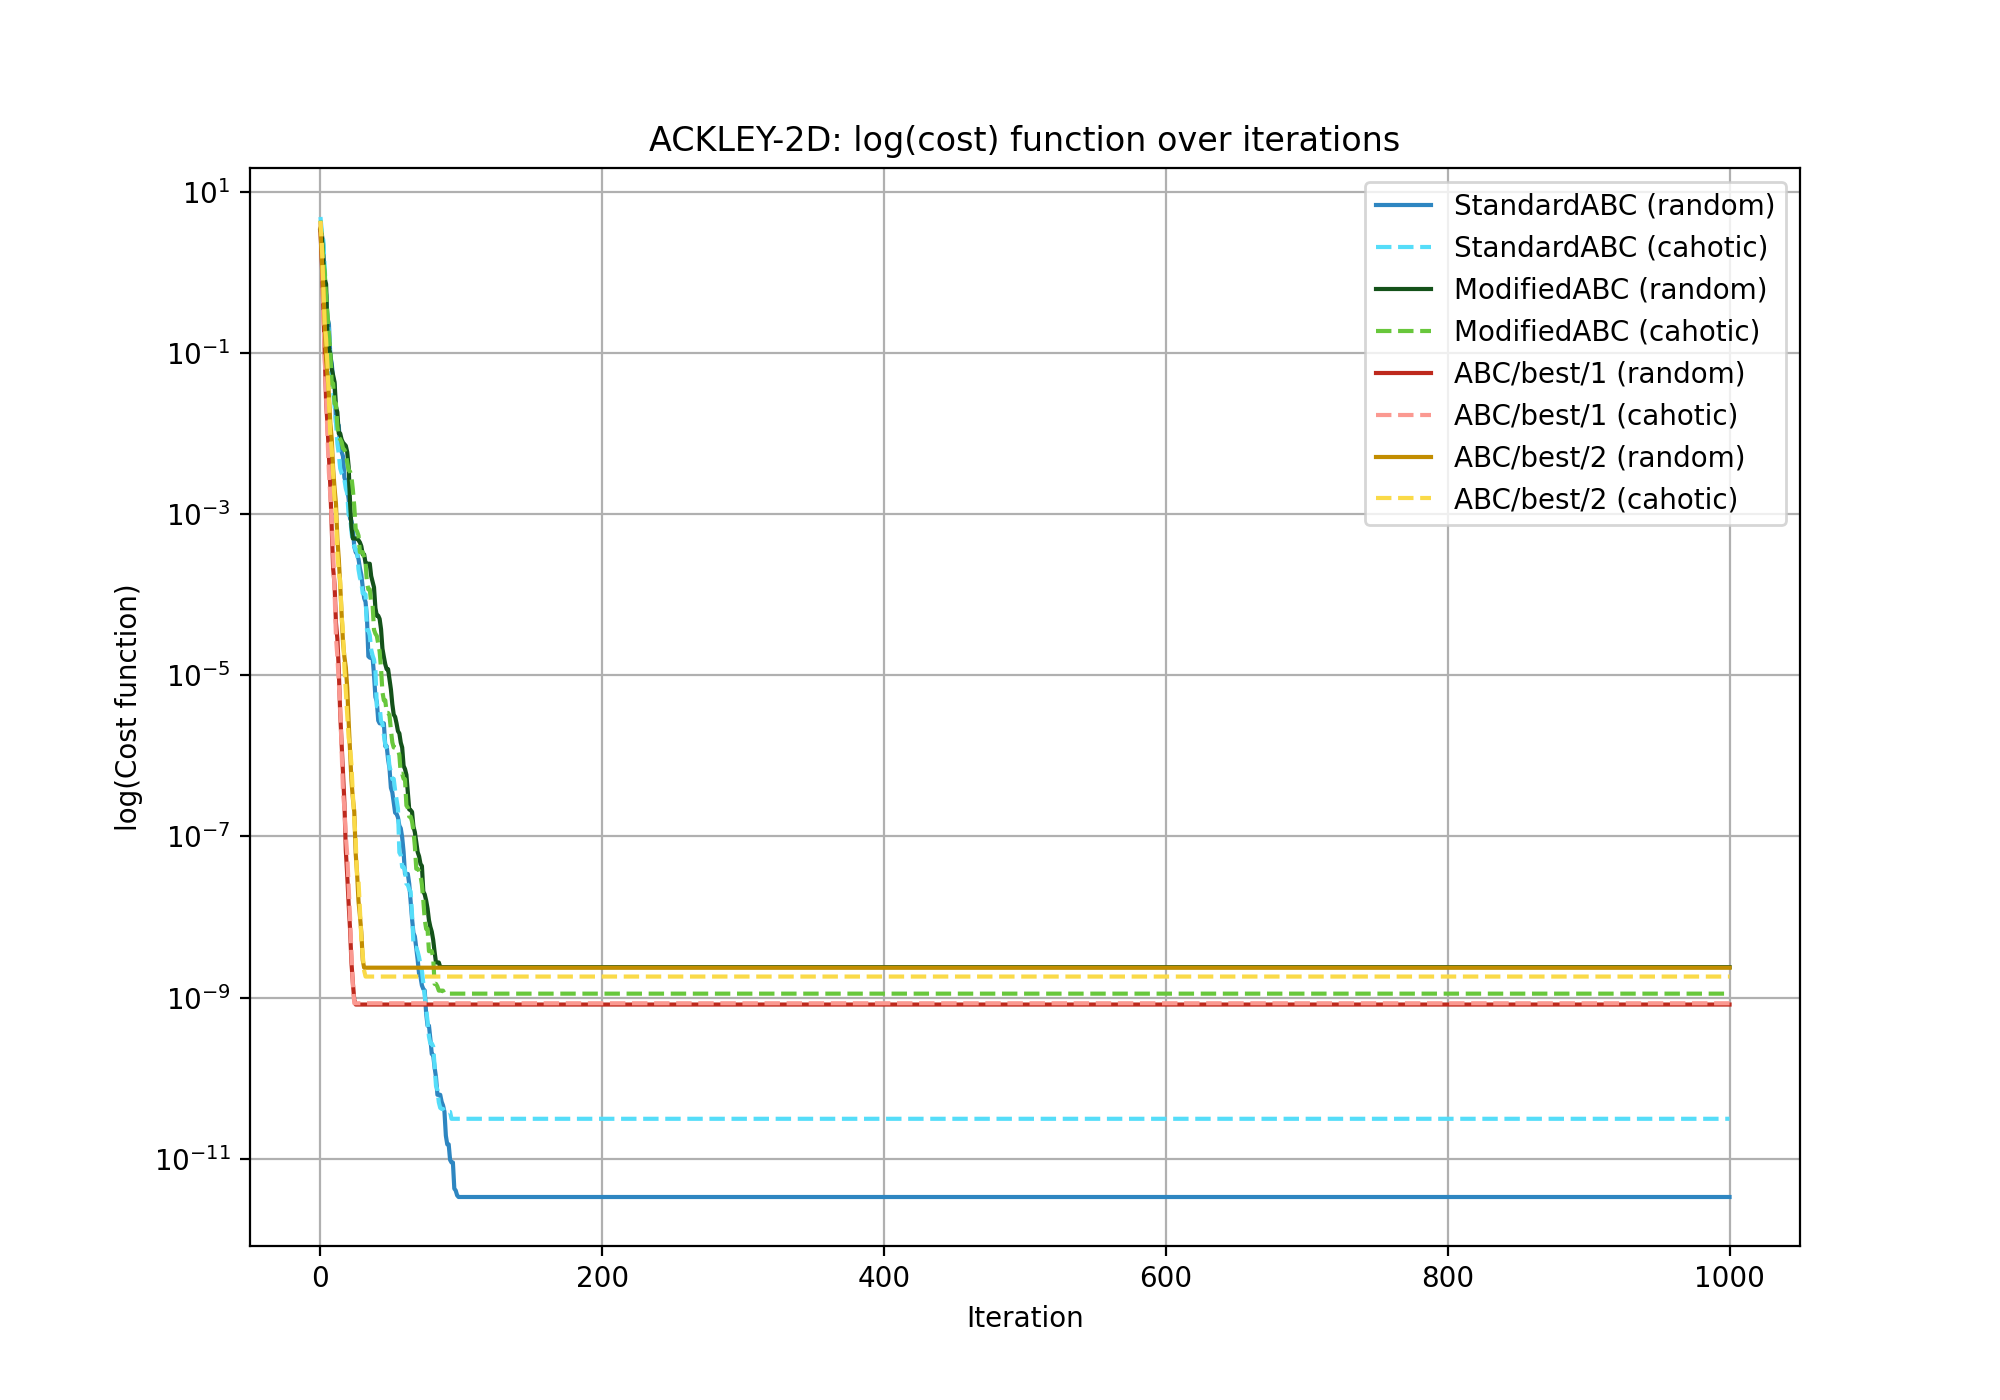 ACKLEY-2D: log(cost) function over iterations
10¹
10⁻¹
10⁻³
10⁻⁵
10⁻⁷
10⁻⁹
10⁻¹¹
log(Cost function)
StandardABC (random)
StandardABC (cahotic)
ModifiedABC (random)
ModifiedABC (cahotic)
ABC/best/1 (random)
ABC/best/1 (cahotic)
ABC/best/2 (random)
ABC/best/2 (cahotic)
0 200 400 600 800 1000
Iteration